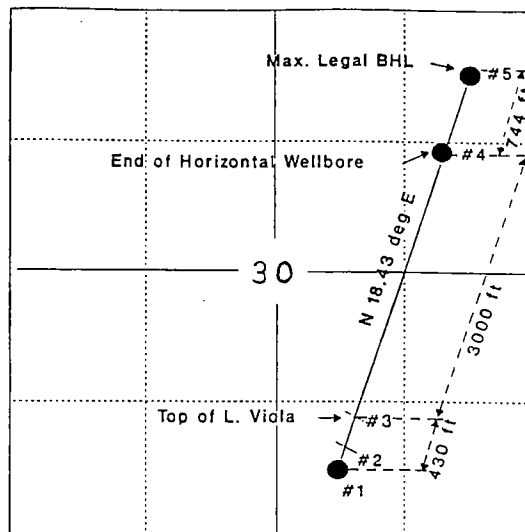 Max. Legal BHL
#5
744 ft
#4
End of Horizontal Wellbore
N 18.43 deg E
30
3000 ft
Top of L. Viola
#3
430 ft
#2
#1